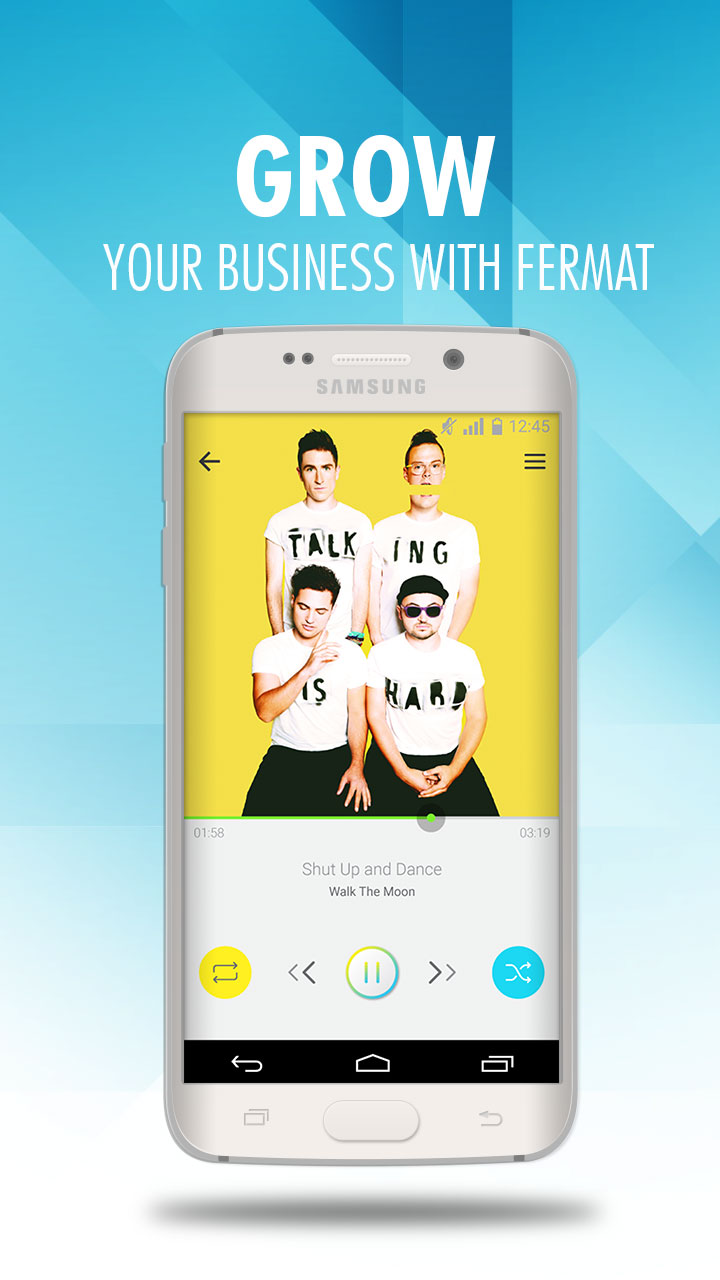 GROW
YOUR BUSINESS WITH FERMAT
SAMSUNG
12:45
TALK ING
IS HARD
01:58 03:19
Shut Up and Dance
Walk The Moon